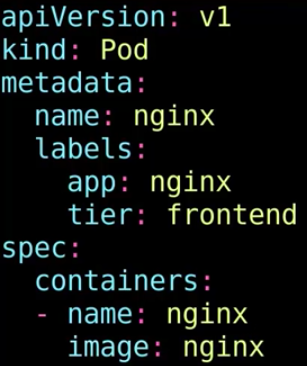 apiVersion: v1
kind: Pod
metadata:
  name: nginx
  labels:
    app: nginx
    tier: frontend
spec:
  containers:
  - name: nginx
    image: nginx